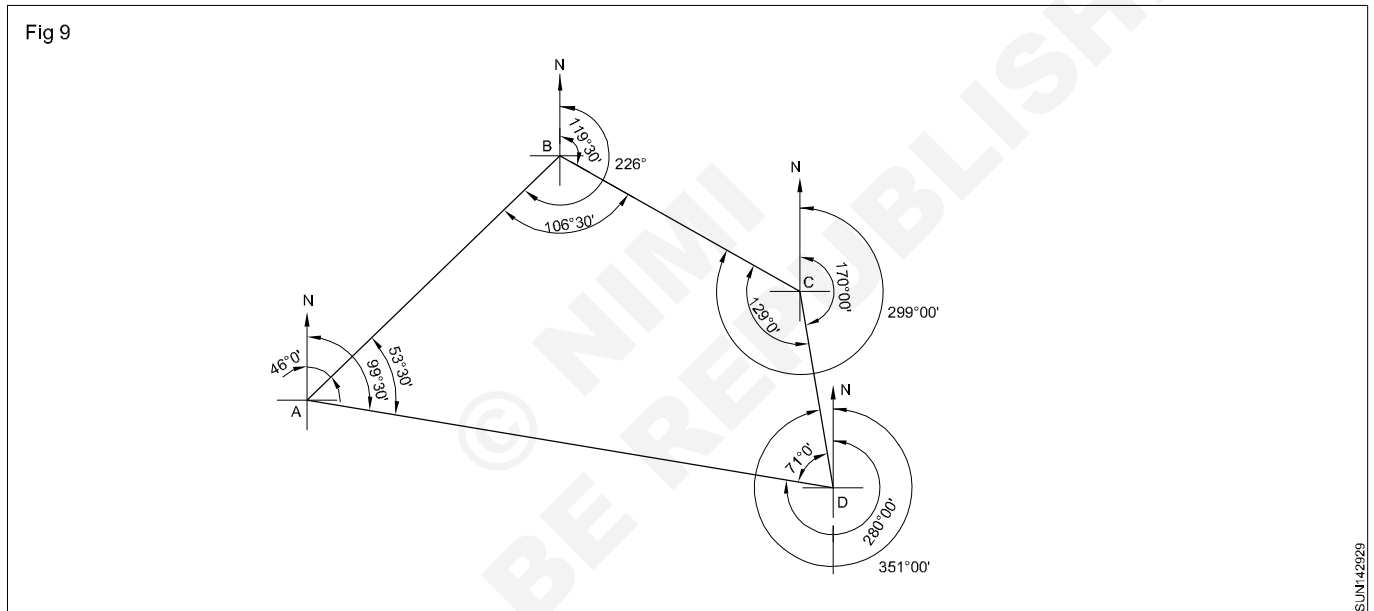 Fig 9
N
B
119°30'
226°
106°30'
N
C
170°00'
129°0'
299°00'
N
46°0'
99°30'
53°30'
A
N
71°0'
D
280°00'
351°00'
© NIMI
BE REPUBLISH
SUN142929